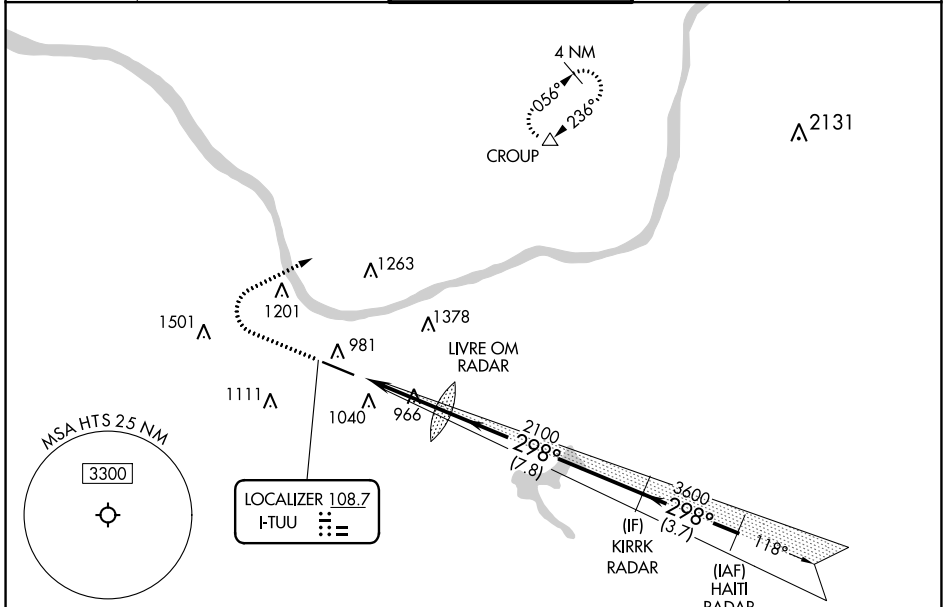 4 NM
056°
236°
CROUP
2131
1263
1201
1501
1378
981
LIVRE OM
RADAR
1111
1040
966
MSA HTS 25 NM
3300
2100
298°
(7.8)
LOCALIZER 108.7
I-TUU
3600
298°
(3.7)
118°
(IF)
KIRRK
RADAR
(IAF)
HAITI
RADAR